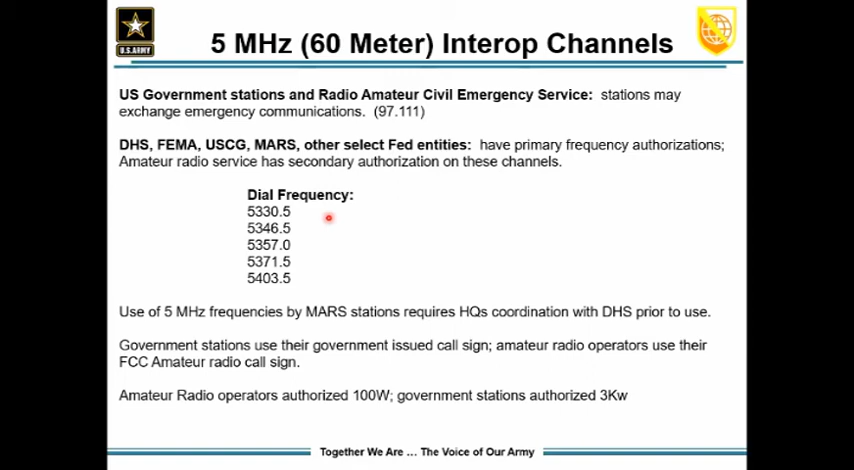 U.S. ARMY
5 MHz (60 Meter) Interop Channels
US Government stations and Radio Amateur Civil Emergency Service: stations may
exchange emergency communications. (97.111)
DHS, FEMA, USCG, MARS, other select Fed entities: have primary frequency authorizations;
Amateur radio service has secondary authorization on these channels.
Dial Frequency:
5330.5
5346.5
5357.0
5371.5
5403.5
Use of 5 MHz frequencies by MARS stations requires HQs coordination with DHS prior to use.
Government stations use their government issued call sign; amateur radio operators use their
FCC Amateur radio call sign.
Amateur Radio operators authorized 100W; government stations authorized 3Kw
Together We Are … The Voice of Our Army